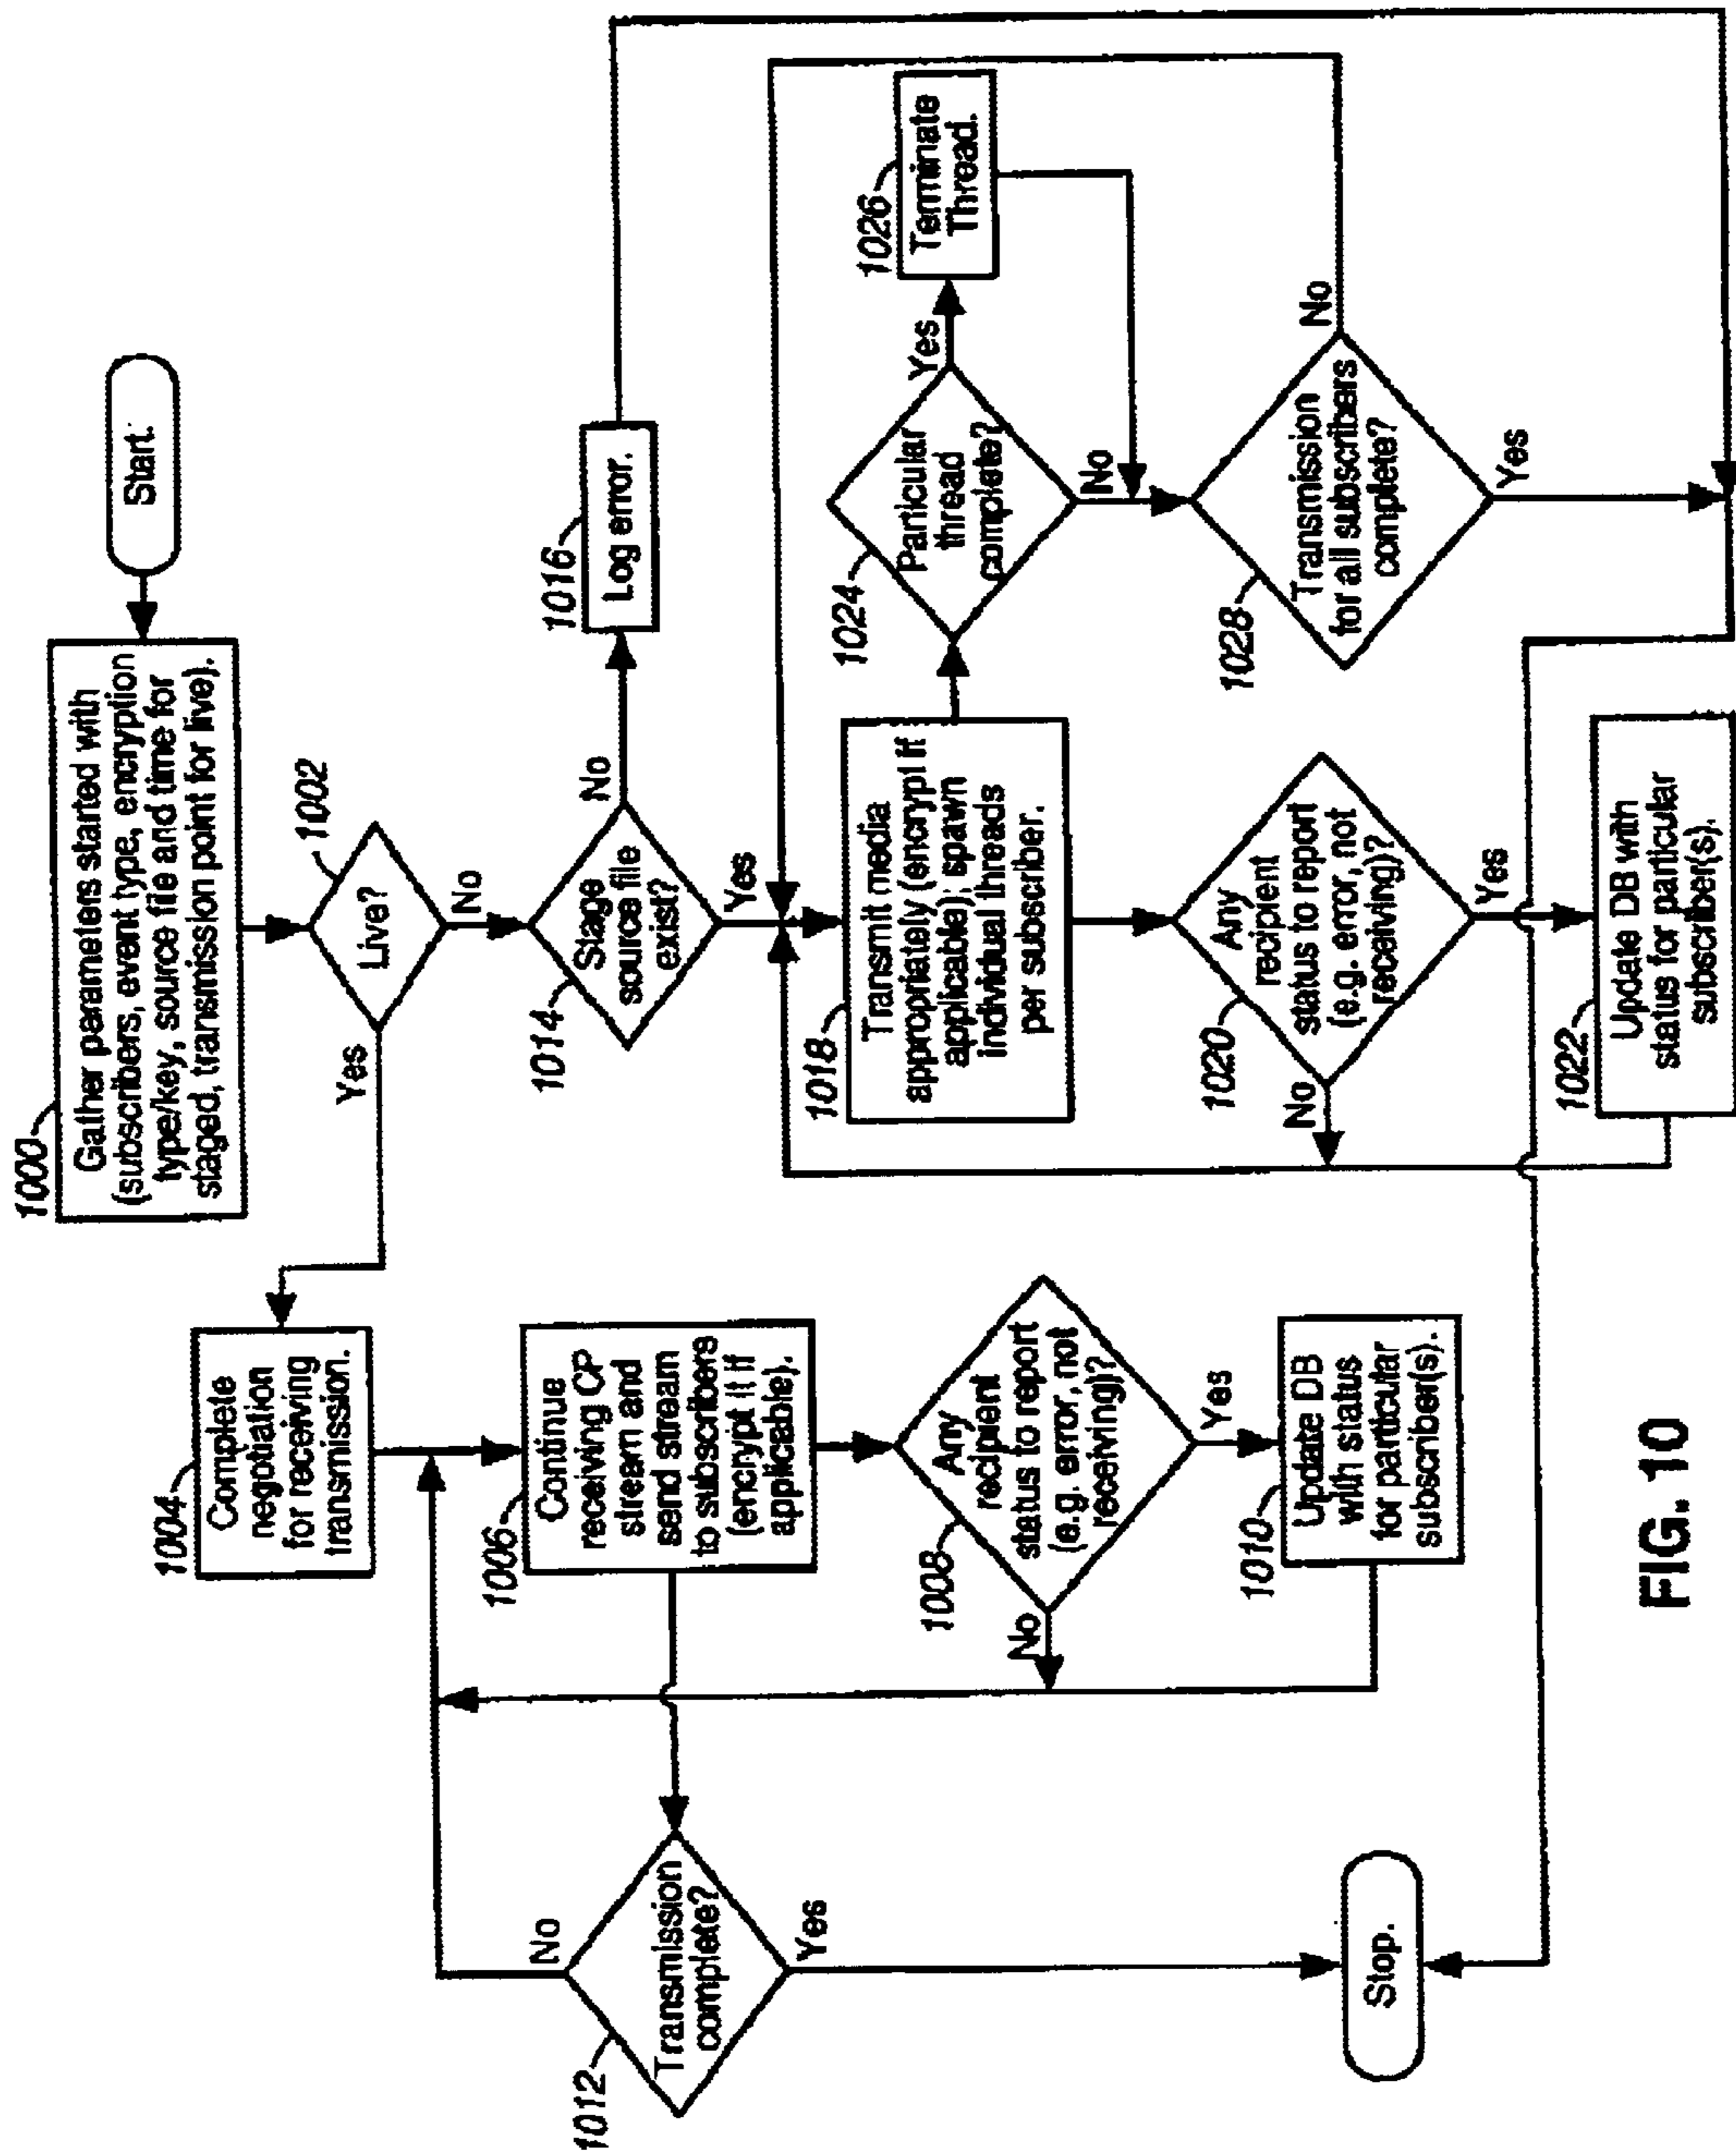 Start.
1000
Gather parameters started with
(subscribers, event type, encryption
type/key, source file and time for
staged, transmission point for live).
1002
Live?
Yes
No
1004
Complete
negotiation
for receiving
transmission.
1006
Continue
receiving CP
stream and
send stream
to subscribers
(encrypt it if
applicable).
1008
Any
recipient
status to report
(e.g. error, not
receiving)?
No
Yes
1010
Update DB
with status
for particular
subscriber(s).
1012
Transmission
complete?
No
Yes
Stop.
1014
Stage
source file
exist?
No
Yes
1016
Log error.
1018
Transmit media
appropriately (encrypt if
applicable); spawn
individual threads
per subscriber.
1020
Any
recipient
status to report
(e.g. error, not
receiving)?
No
Yes
1022
Update DB with
status for particular
subscriber(s).
1024
Particular
thread
complete?
Yes
No
1026
Terminate
Thread.
1028
Transmission
for all subscribers
complete?
No
Yes
FIG. 10